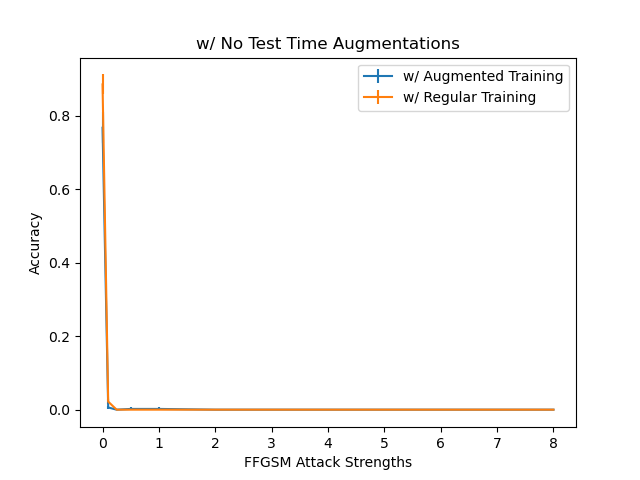 w/ No Test Time Augmentations
w/ Augmented Training
w/ Regular Training
0.8
0.6
0.4
0.2
0.0
Accuracy
0 1 2 3 4 5 6 7 8
FFGSM Attack Strengths